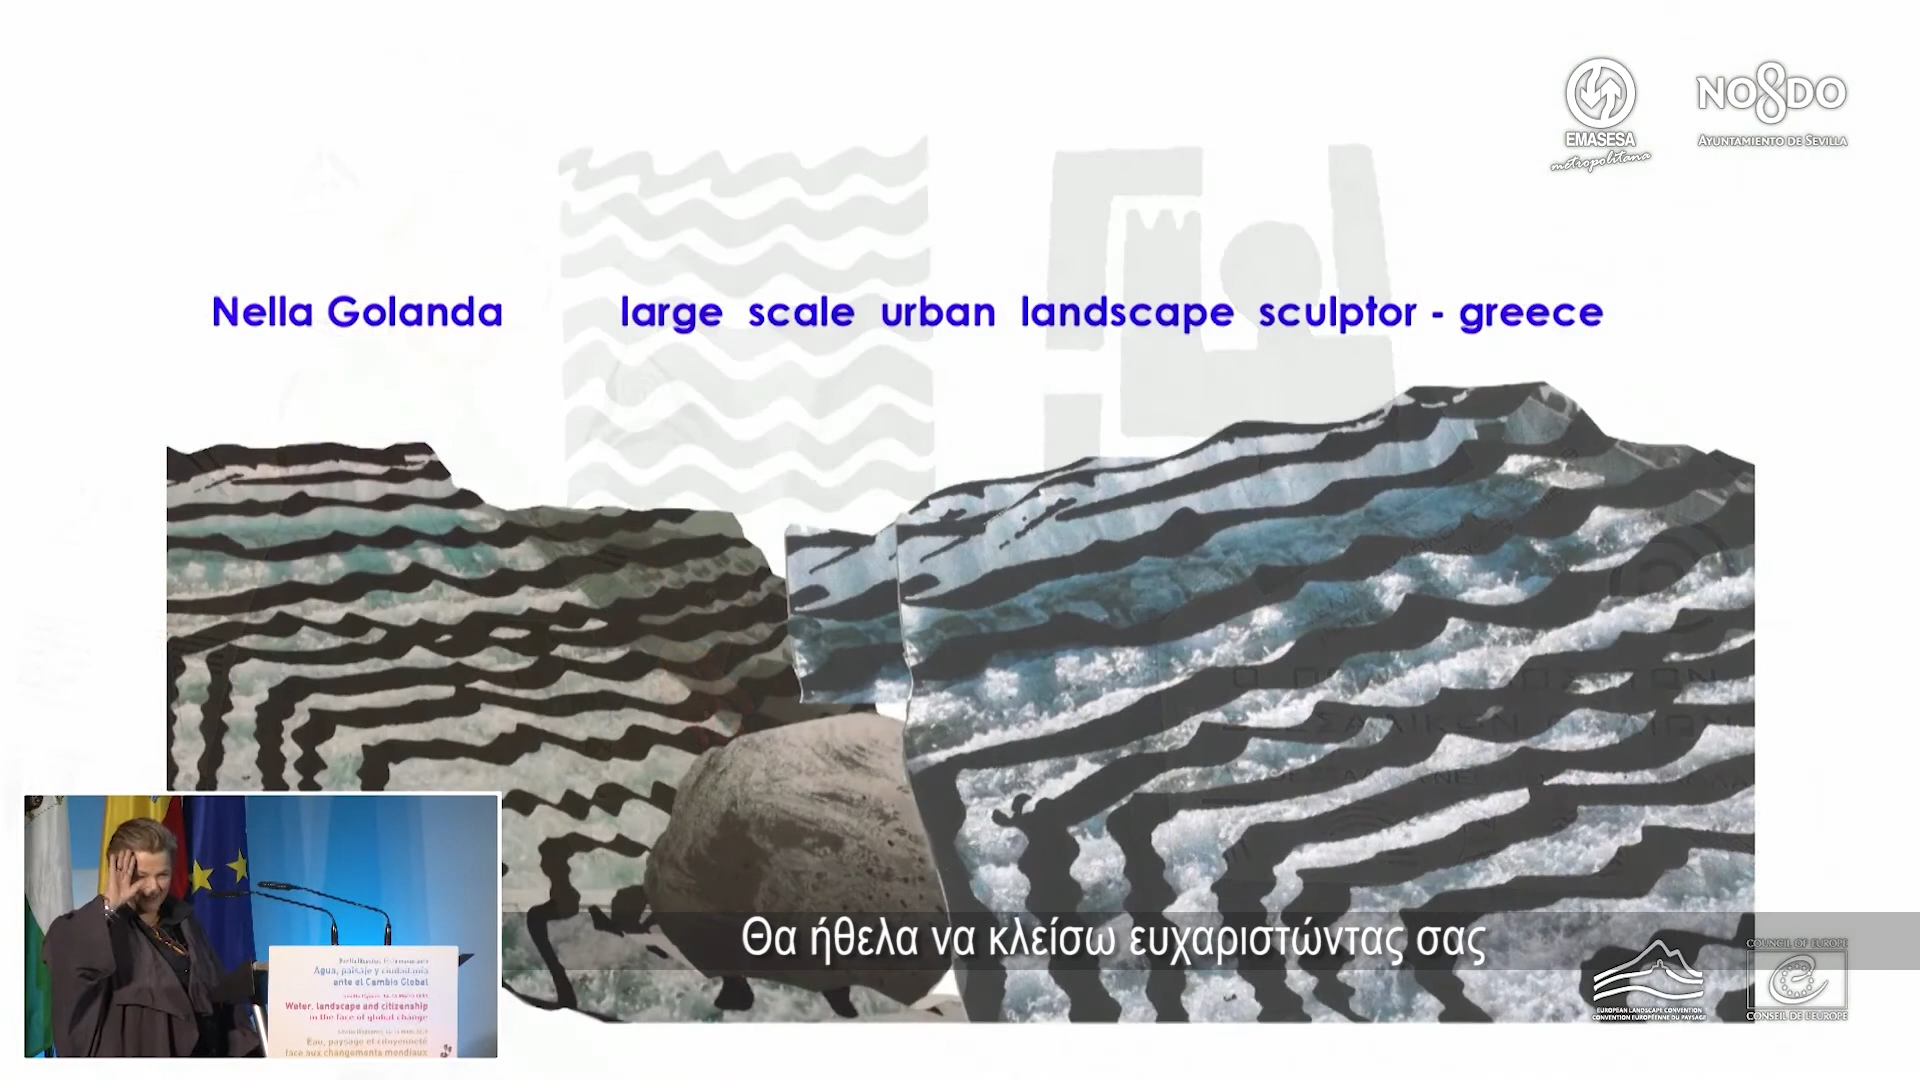 EMASESA
metropolitana
NO8DO
AYUNTAMIENTO DE SEVILLA
Nella Golanda large scale urban landscape sculptor - greece
Agua, paisaje y ciudadanía
ante el Cambio Global
Water, landscape and citizenship
in the face of global change
Eau, paysage et citoyenneté
face aux changements mondiaux
Θα ήθελα να κλείσω ευχαριστώντας σας
EUROPEAN LANDSCAPE CONVENTION
CONVENTION EUROPÉENNE DU PAYSAGE
COUNCIL OF EUROPE
CONSEIL DE L'EUROPE